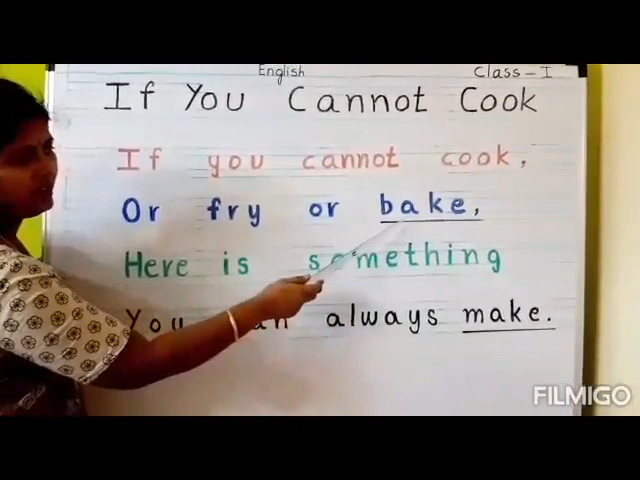 English Class-I
If You Cannot Cook
If you cannot cook,
Or fry or bake,
Here is something
You always make.
FILMIGO